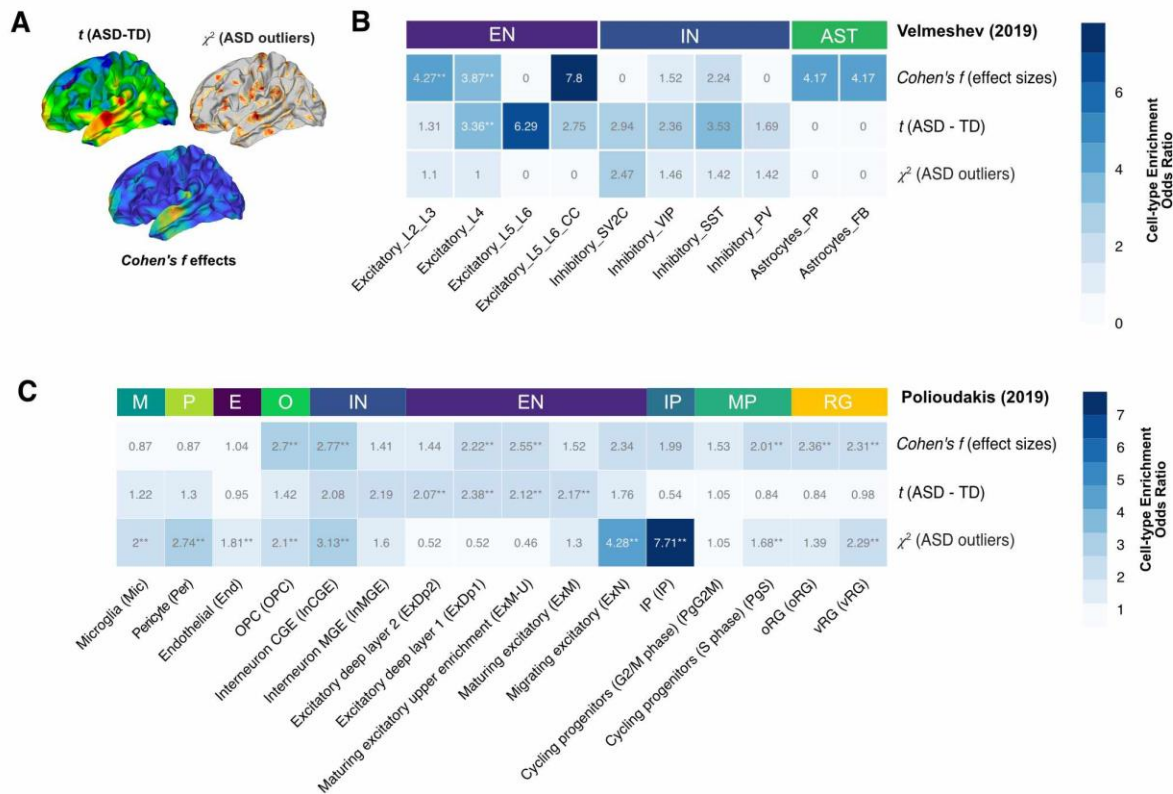 A
t (ASD-TD)
χ² (ASD outliers)
Cohen's f effects
B
EN IN AST Velmeshev (2019)
4.27** 3.87** 0 7.8 0 1.52 2.24 0 4.17 4.17 Cohen's f (effect sizes)
1.31 3.36** 6.29 2.75 2.94 2.36 3.53 1.69 0 0 t (ASD - TD)
1.1 1 0 0 2.47 1.46 1.42 1.42 0 0 χ² (ASD outliers)
Excitatory_L2_L3
Excitatory_L4
Excitatory_L5_L6
Excitatory_L5_L6_CC
Inhibitory_SV2C
Inhibitory_VIP
Inhibitory_SST
Inhibitory_PV
Astrocytes_PP
Astrocytes_FB
6
4
2
0
Cell-type Enrichment
Odds Ratio
C
M P E O IN EN IP MP RG Polioudakis (2019)
0.87 0.87 1.04 2.7** 2.77** 1.41 1.44 2.22** 2.55** 1.52 2.34 1.99 1.53 2.01** 2.36** 2.31** Cohen's f (effect sizes)
1.22 1.3 0.95 1.42 2.08 2.19 2.07** 2.38** 2.12** 2.17** 1.76 0.54 1.05 0.84 0.84 0.98 t (ASD - TD)
2** 2.74** 1.81** 2.1** 3.13** 1.6 0.52 0.52 0.46 1.3 4.28** 7.71** 1.05 1.68** 1.39 2.29** χ² (ASD outliers)
Microglia (Mic)
Pericyte (Per)
Endothelial (End)
OPC (OPC)
Interneuron CGE (InCGE)
Interneuron MGE (InMGE)
Excitatory deep layer 2 (ExDp2)
Excitatory deep layer 1 (ExDp1)
Maturing excitatory upper enrichment (ExM-U)
Maturing excitatory (ExM)
Migrating excitatory (ExN)
IP (IP)
Cycling progenitors (G2/M phase) (PgG2M)
Cycling progenitors (S phase) (PgS)
oRG (oRG)
vRG (vRG)
7
6
5
4
3
2
1
Cell-type Enrichment
Odds Ratio